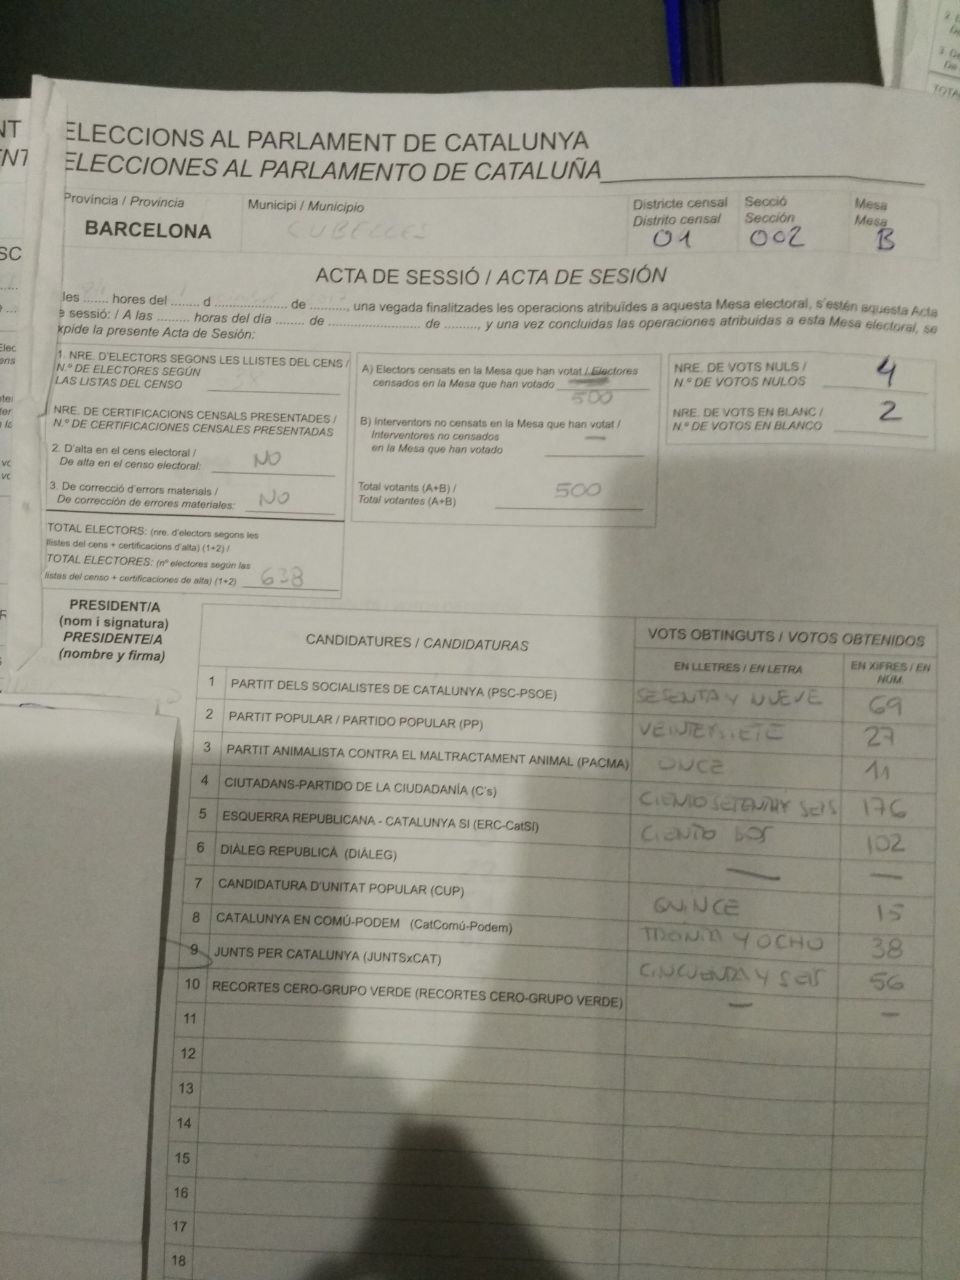 ELECCIONS AL PARLAMENT DE CATALUNYA
ELECCIONES AL PARLAMENTO DE CATALUÑA
Província / Provincia
BARCELONA
Municipi / Municipio
CUBELLES
Districte censal
Distrito censal
01
Secció
Sección
002
Mesa
Mesa
B
ACTA DE SESSIÓ / ACTA DE SESIÓN
les ....... hores del ........ d .................... de .........., una vegada finalitzades les operacions atribuïdes a aquesta Mesa electoral, s'estén aquesta Acta
e sessió: / A las ......... horas del día ........ de ......................... de .........., y una vez concluidas las operaciones atribuidas a esta Mesa electoral, se
xpide la presente Acta de Sesión:
1. NRE. D'ELECTORS SEGONS LES LLISTES DEL CENS /
N.º DE ELECTORES SEGÚN
LAS LISTAS DEL CENSO
NRE. DE CERTIFICACIONS CENSALS PRESENTADES /
N.º DE CERTIFICACIONES CENSALES PRESENTADAS
2. D'alta en el cens electoral /
De alta en el censo electoral: NO
3. De correcció d'errors materials /
De corrección de errores materiales: NO
TOTAL ELECTORS: (nre. d'electors segons les
llistes del cens + certificacions d'alta) (1+2) /
TOTAL ELECTORES: (nº electores según las
listas del censo + certificaciones de alta) (1+2) 638
A) Electors censats en la Mesa que han votat / Electores
censados en la Mesa que han votado
500
B) Interventors no censats en la Mesa que han votat /
Interventores no censados
en la Mesa que han votado
—
Total votants (A+B) /
Total votantes (A+B) 500
NRE. DE VOTS NULS /
N.º DE VOTOS NULOS 4
NRE. DE VOTS EN BLANC /
N.º DE VOTOS EN BLANCO 2
PRESIDENT/A
(nom i signatura)
PRESIDENTE/A
(nombre y firma)
CANDIDATURES / CANDIDATURAS
VOTS OBTINGUTS / VOTOS OBTENIDOS
EN LLETRES / EN LETRA
EN XIFRES / EN
NÚM.
1 PARTIT DELS SOCIALISTES DE CATALUNYA (PSC-PSOE) SESENTA Y NUEVE 69
2 PARTIT POPULAR / PARTIDO POPULAR (PP) VEINTISIETE 27
3 PARTIT ANIMALISTA CONTRA EL MALTRACTAMENT ANIMAL (PACMA) ONCE 11
4 CIUTADANS-PARTIDO DE LA CIUDADANÍA (C's) CIENTO SETENTA Y SEIS 176
5 ESQUERRA REPUBLICANA - CATALUNYA SÍ (ERC-CatSÍ) CIENTO DOS 102
6 DIÀLEG REPUBLICÀ (DIÀLEG) — —
7 CANDIDATURA D'UNITAT POPULAR (CUP) QUINCE 15
8 CATALUNYA EN COMÚ-PODEM (CatComú-Podem) TREINTA Y OCHO 38
9 JUNTS PER CATALUNYA (JUNTSxCAT) CINCUENTA Y SEIS 56
10 RECORTES CERO-GRUPO VERDE (RECORTES CERO-GRUPO VERDE) — —
11
12
13
14
15
16
17
18